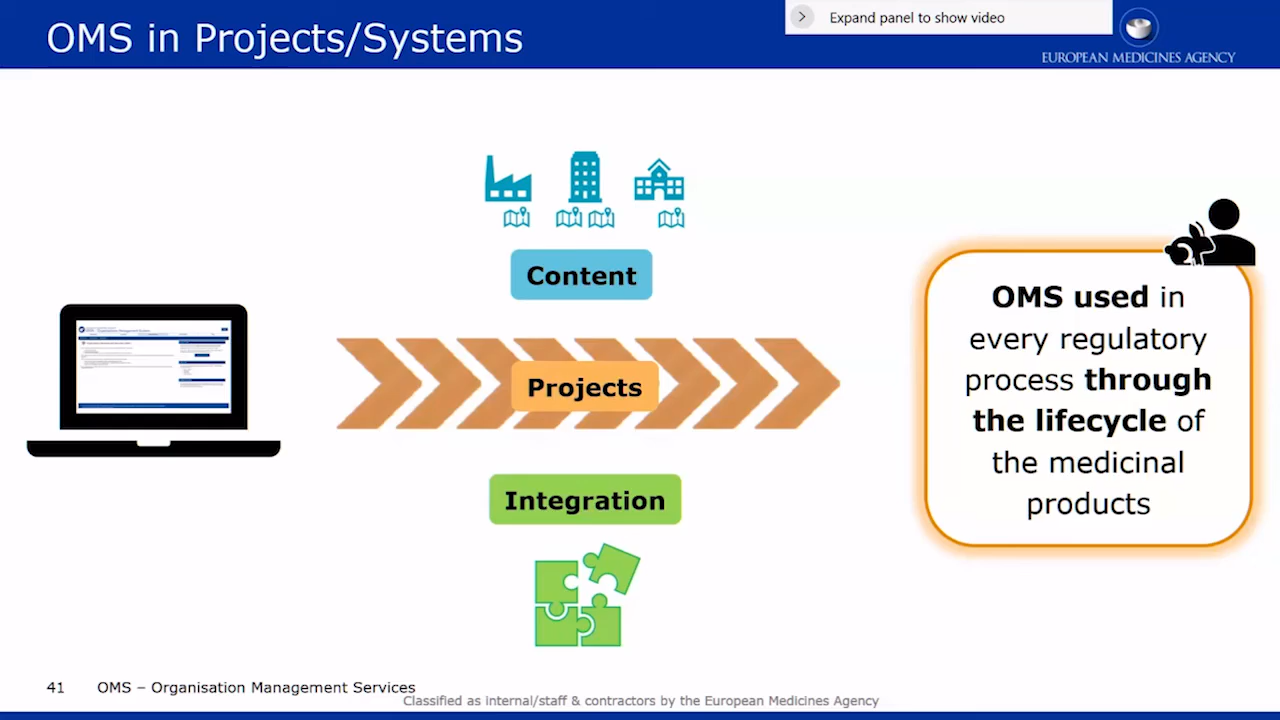 OMS in Projects/Systems
Expand panel to show video
EUROPEAN MEDICINES AGENCY
Content
Projects
Integration
OMS used in
every regulatory
process through
the lifecycle of
the medicinal
products
41 OMS – Organisation Management Services
Classified as internal/staff & contractors by the European Medicines Agency